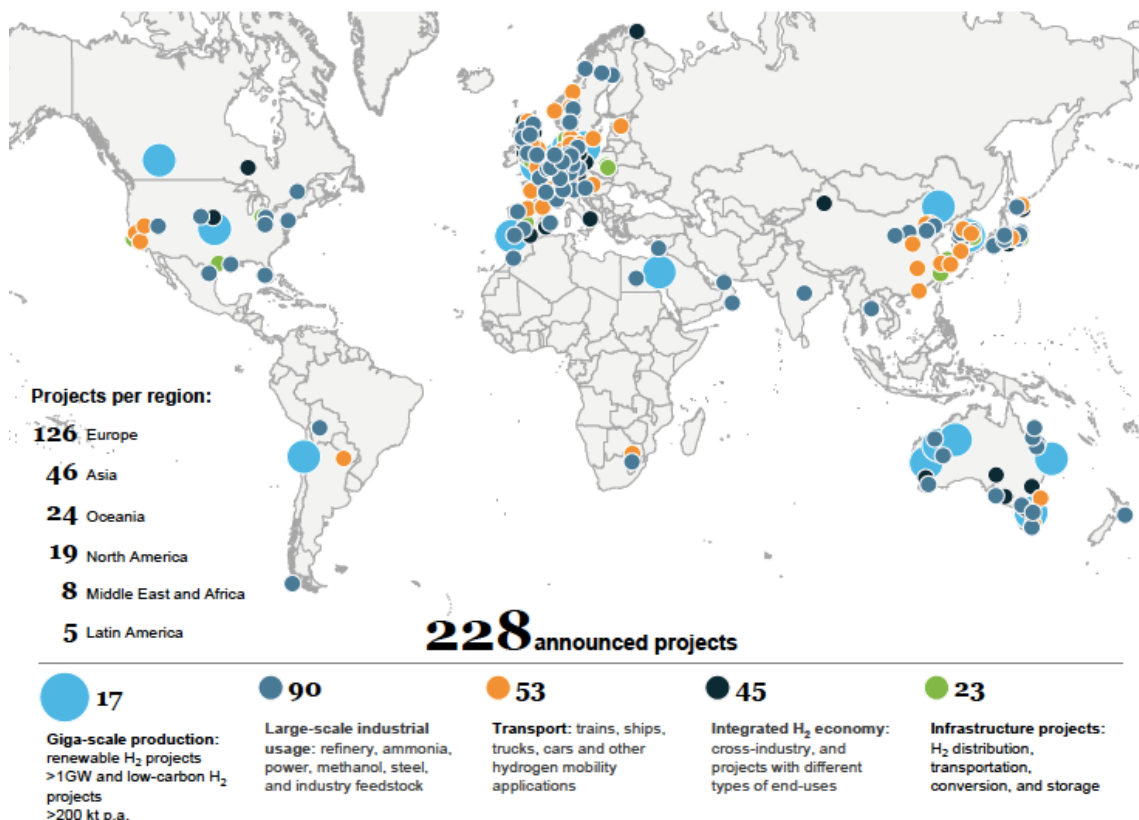 Projects per region:
126 Europe
46 Asia
24 Oceania
19 North America
8 Middle East and Africa
5 Latin America
228 announced projects
17
Giga-scale production:
renewable H₂ projects
>1GW and low-carbon H₂
projects
>200 kt p.a.
90
Large-scale industrial
usage: refinery, ammonia,
power, methanol, steel,
and industry feedstock
53
Transport: trains, ships,
trucks, cars and other
hydrogen mobility
applications
45
Integrated H₂ economy:
cross-industry, and
projects with different
types of end-uses
23
Infrastructure projects:
H₂ distribution,
transportation,
conversion, and storage